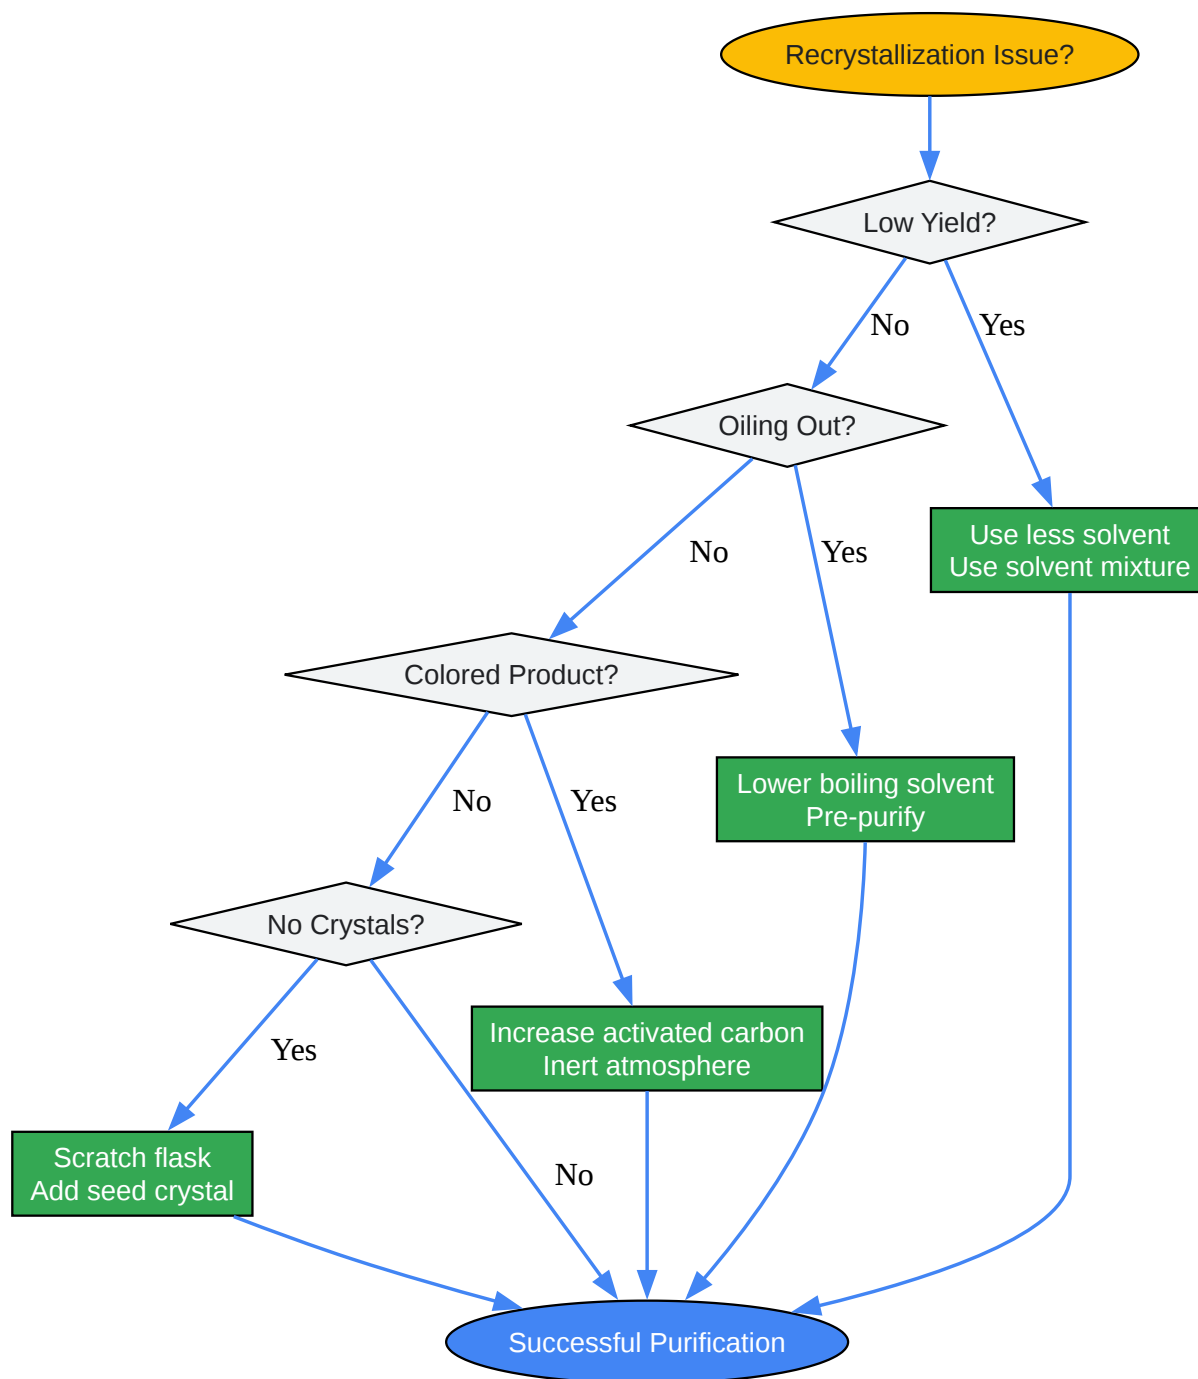 Recrystallization Issue?
Low Yield?
No
Yes
Oiling Out?
Use less solvent
Use solvent mixture
No
Yes
Colored Product?
Lower boiling solvent
Pre-purify
No
Yes
No Crystals?
Increase activated carbon
Inert atmosphere
Yes
Scratch flask
Add seed crystal
No
Successful Purification